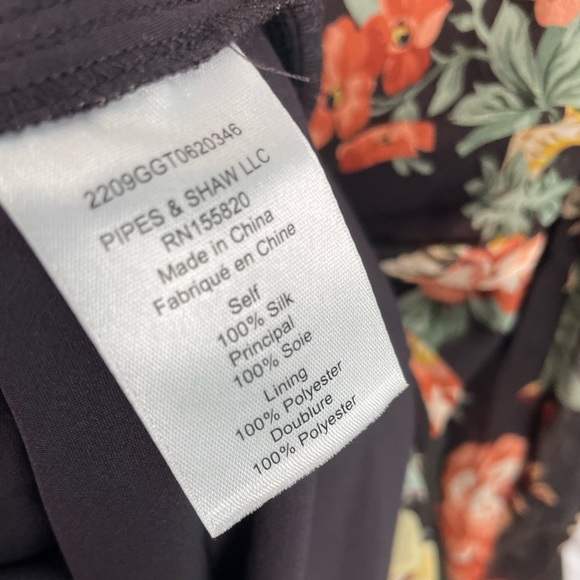 2209GGT0620346
PIPES & SHAW LLC
RN155820
Made in China
Fabriqué en Chine
Self
100% Silk
Principal
100% Soie
Lining
100% Polyester
Doublure
100% Polyester